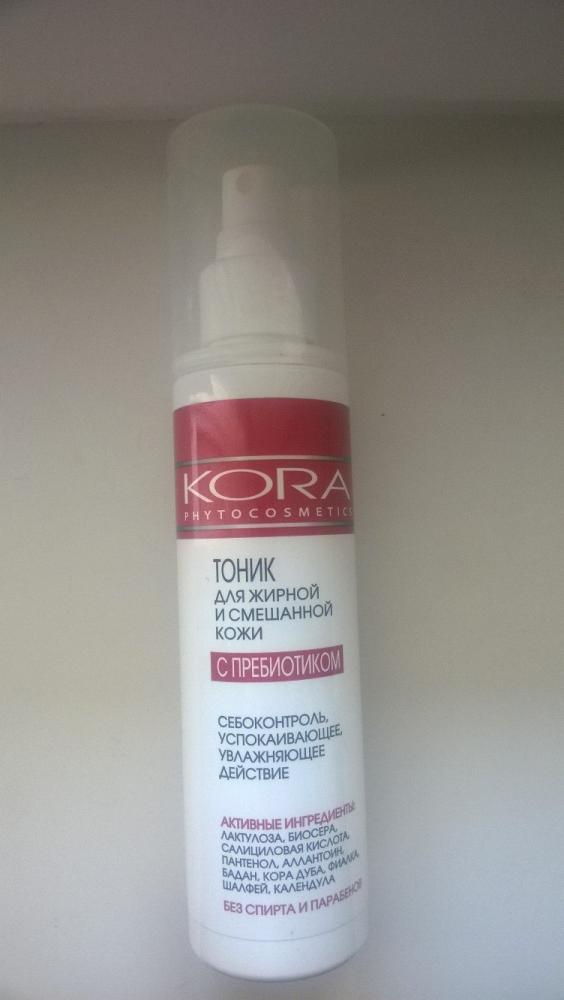 KORA
PHYTOCOSMETICS
ТОНИК
ДЛЯ ЖИРНОЙ
И СМЕШАННОЙ
КОЖИ
С ПРЕБИОТИКОМ
СЕБОКОНТРОЛЬ,
УСПОКАИВАЮЩЕЕ,
УВЛАЖНЯЮЩЕЕ
ДЕЙСТВИЕ
АКТИВНЫЕ ИНГРЕДИЕНТЫ:
ЛАКТУЛОЗА, БИОСЕРА,
САЛИЦИЛОВАЯ КИСЛОТА,
ПАНТЕНОЛ, АЛЛАНТОИН,
БАДАН, КОРА ДУБА, ФИАЛКА,
ШАЛФЕЙ, КАЛЕНДУЛА
БЕЗ СПИРТА И ПАРАБЕНОВ